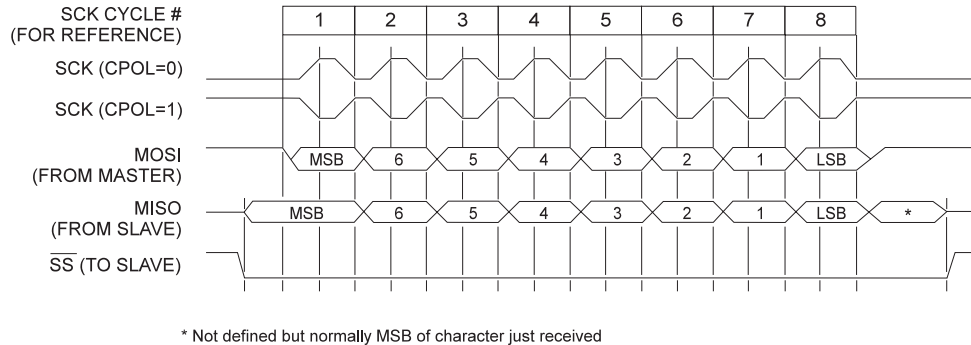 SCK CYCLE # 1 2 3 4 5 6 7 8
(FOR REFERENCE)
SCK (CPOL=0)
SCK (CPOL=1)
MOSI MSB 6 5 4 3 2 1 LSB
(FROM MASTER)
MISO MSB 6 5 4 3 2 1 LSB *
(FROM SLAVE)
SS (TO SLAVE)
* Not defined but normally MSB of character just received